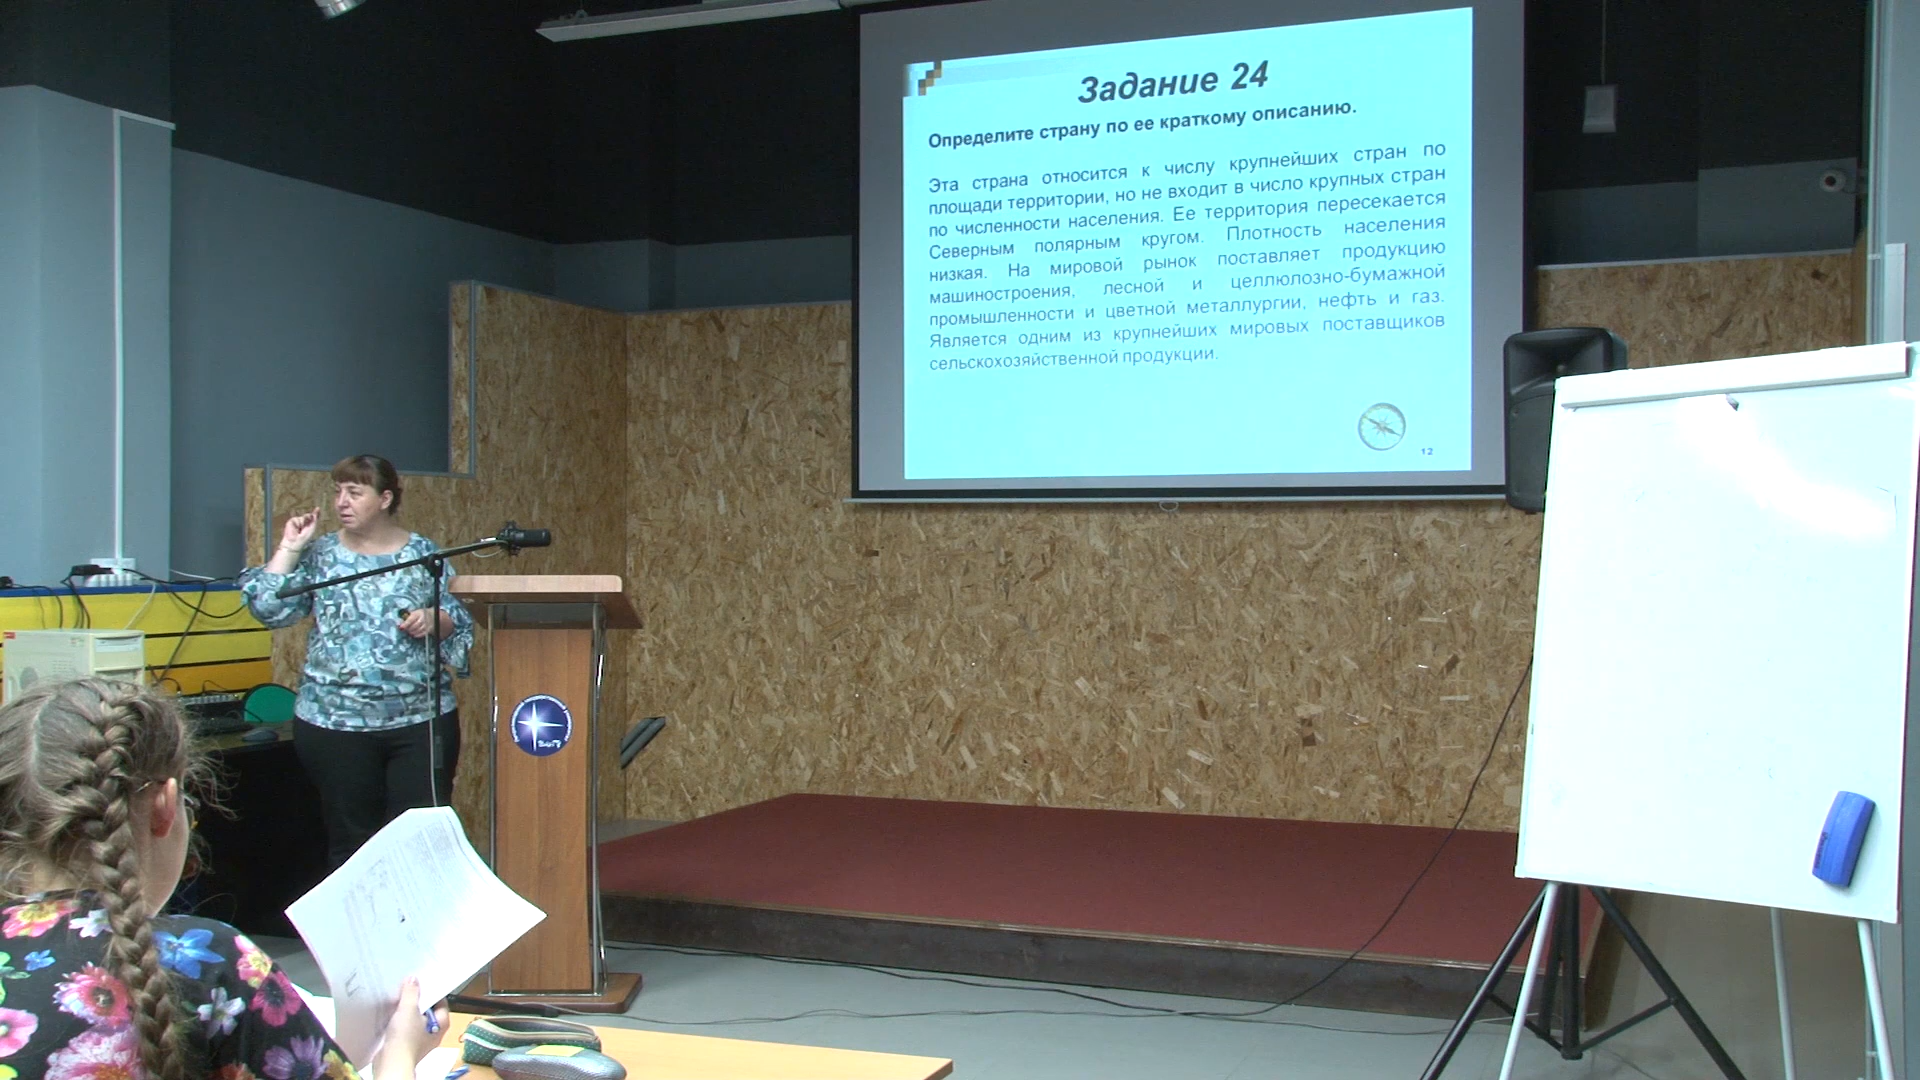 Задание 24
Определите страну по ее краткому описанию.
Эта страна относится к числу крупнейших стран по
площади территории, но не входит в число крупных стран
по численности населения. Ее территория пересекается
Северным полярным кругом. Плотность населения
низкая. На мировой рынок поставляет продукцию
машиностроения, лесной и целлюлозно-бумажной
промышленности и цветной металлургии, нефть и газ.
Является одним из крупнейших мировых поставщиков
сельскохозяйственной продукции.
12